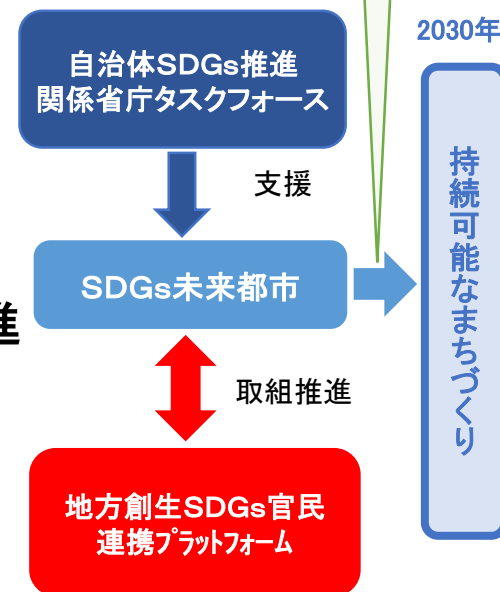 2030年
自治体SDGs推進
関係省庁タスクフォース
支援
SDGs未来都市
進
取組推進
地方創生SDGs官民
連携プラットフォーム
持続可能なまちづくり